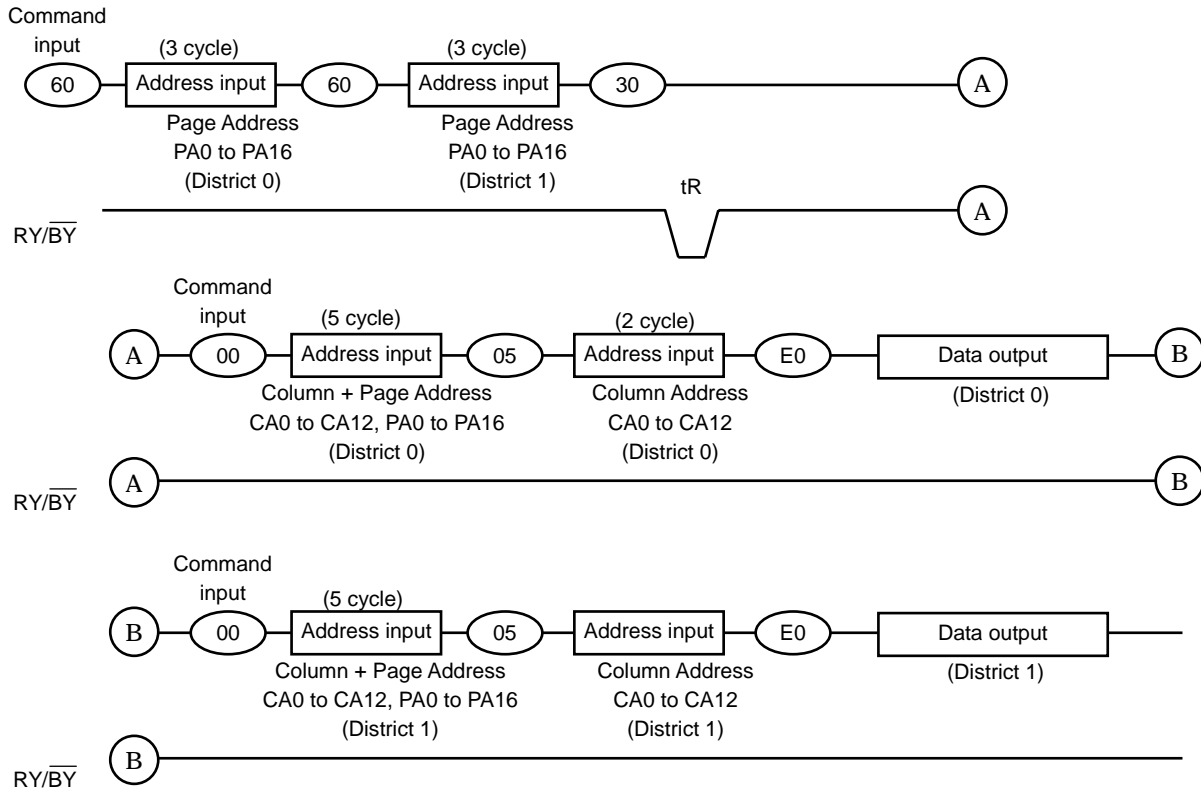 Command
input
(3 cycle) (3 cycle)
60 Address input 60 Address input 30 A
Page Address Page Address
PA0 to PA16 PA0 to PA16
(District 0) (District 1)
tR
RY/B̅Y̅ A
Command
input
(5 cycle) (2 cycle)
A 00 Address input 05 Address input E0 Data output B
Column + Page Address Column Address (District 0)
CA0 to CA12, PA0 to PA16 CA0 to CA12
(District 0) (District 0)
RY/B̅Y̅ A B
Command
input
(5 cycle)
B 00 Address input 05 Address input E0 Data output
Column + Page Address Column Address (District 1)
CA0 to CA12, PA0 to PA16 CA0 to CA12
(District 1) (District 1)
RY/B̅Y̅ B